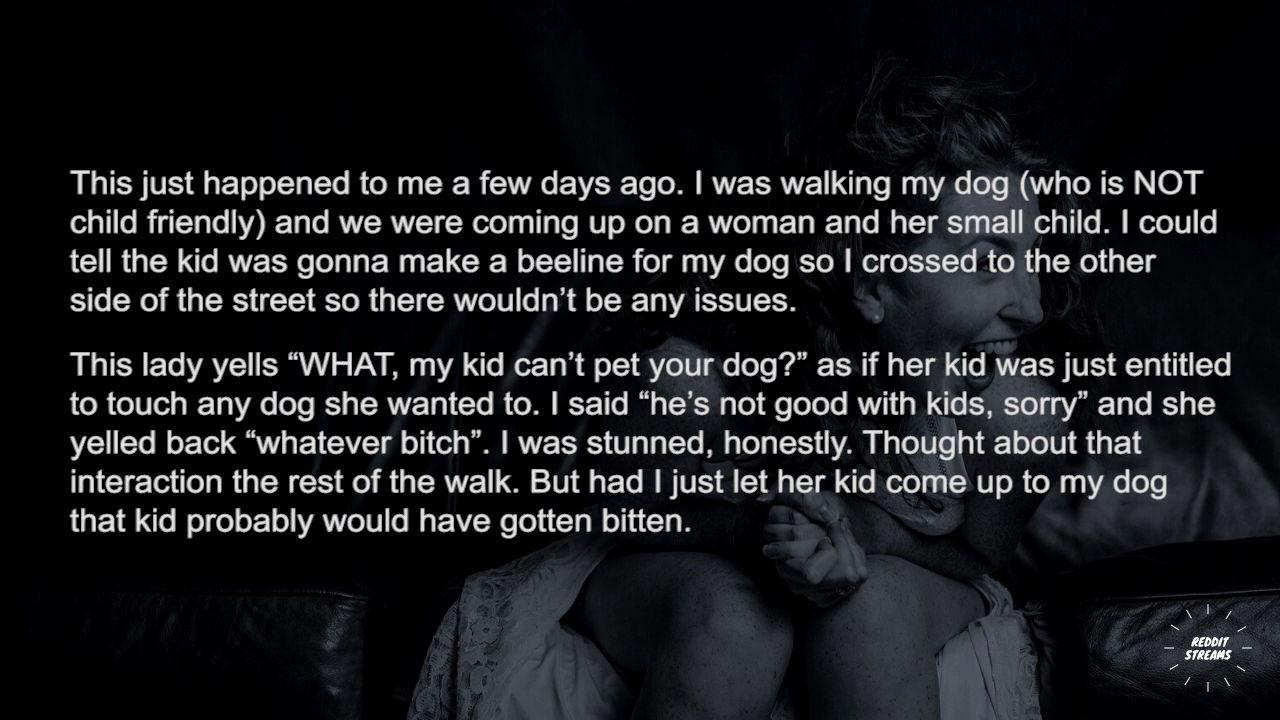 This just happened to me a few days ago. I was walking my dog (who is NOT
child friendly) and we were coming up on a woman and her small child. I could
tell the kid was gonna make a beeline for my dog so I crossed to the other
side of the street so there wouldn’t be any issues.
This lady yells “WHAT, my kid can’t pet your dog?” as if her kid was just entitled
to touch any dog she wanted to. I said “he’s not good with kids, sorry” and she
yelled back “whatever bitch”. I was stunned, honestly. Thought about that
interaction the rest of the walk. But had I just let her kid come up to my dog
that kid probably would have gotten bitten.
REDDIT
STREAMS